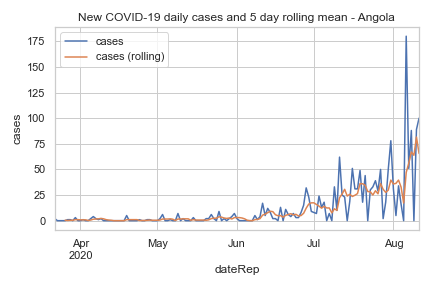 New COVID-19 daily cases and 5 day rolling mean - Angola
cases
cases (rolling)
175
150
125
100
75
50
25
0
cases
Apr
2020
May
Jun
Jul
Aug
dateRep